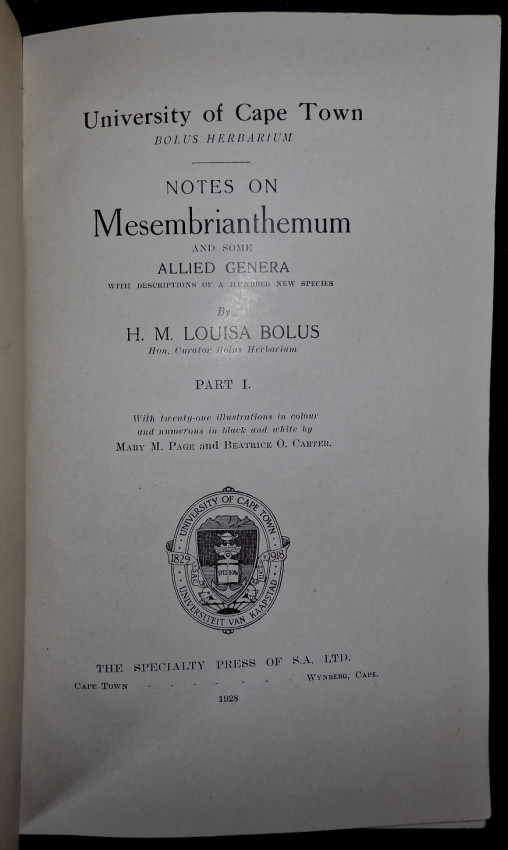 University of Cape Town
BOLUS HERBARIUM
NOTES ON
Mesembrianthemum
AND SOME
ALLIED GENERA
WITH DESCRIPTIONS OF A HUNDRED NEW SPECIES
By
H. M. LOUISA BOLUS
Hon. Curator Bolus Herbarium
PART I.
With twenty-one illustrations in colour
and numerous in black and white by
MARY M. PAGE and BEATRICE O. CARTER.
UNIVERSITY OF CAPE TOWN
1829 1918
SPES BONA
UNIVERSITEIT VAN KAAPSTAD
THE SPECIALTY PRESS OF S.A. LTD.
CAPE TOWN - - - - - - WYNBERG, CAPE.
1928